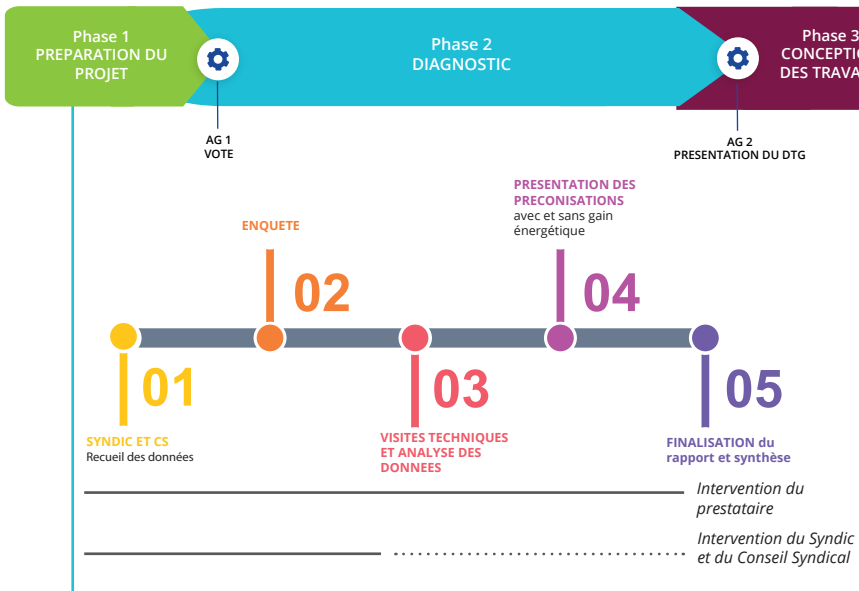 Phase 1
PREPARATION DU
PROJET
Phase 2
DIAGNOSTIC
Phase 3
DES
AG 1
VOTE
AG 2
PRESENTATION DU DTG
PRESENTATION DES
PRECONISATIONS
avec et sans gain
énergétique
ENQUETE
02
04
01
03
05
SYNDIC ET CS
Recueil des données
VISITES TECHNIQUES
ET ANALYSE DES
DONNEES
FINALISATION du
rapport et synthèse
Intervention du
prestataire
Intervention du Syndic
et du Conseil Syndical